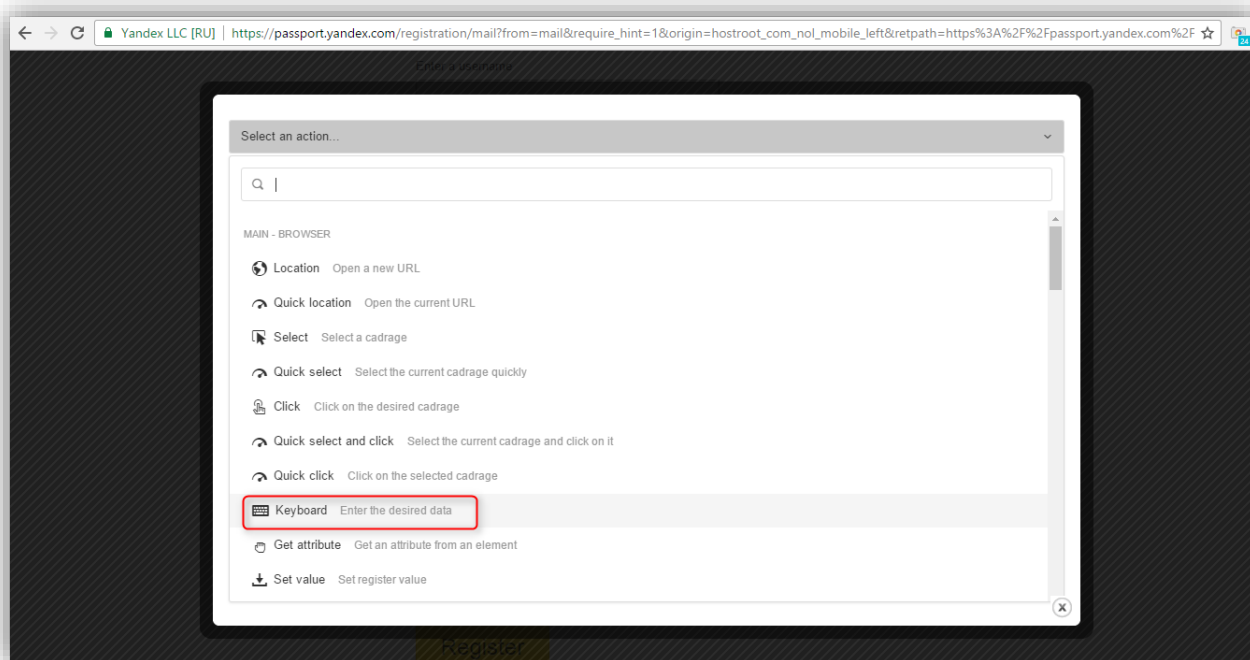 Yandex LLC [RU] | https://passport.yandex.com/registration/mail?from=mail&require_hint=1&origin=hostroot_com_nol_mobile_left&retpath=https%3A%2F%2Fpassport.yandex.com%2F
24
Enter a username
Select an action...
MAIN - BROWSER
Location Open a new URL
Quick location Open the current URL
Select Select a cadrage
Quick select Select the current cadrage quickly
Click Click on the desired cadrage
Quick select and click Select the current cadrage and click on it
Quick click Click on the selected cadrage
Keyboard Enter the desired data
Get attribute Get an attribute from an element
Set value Set register value
x
Register